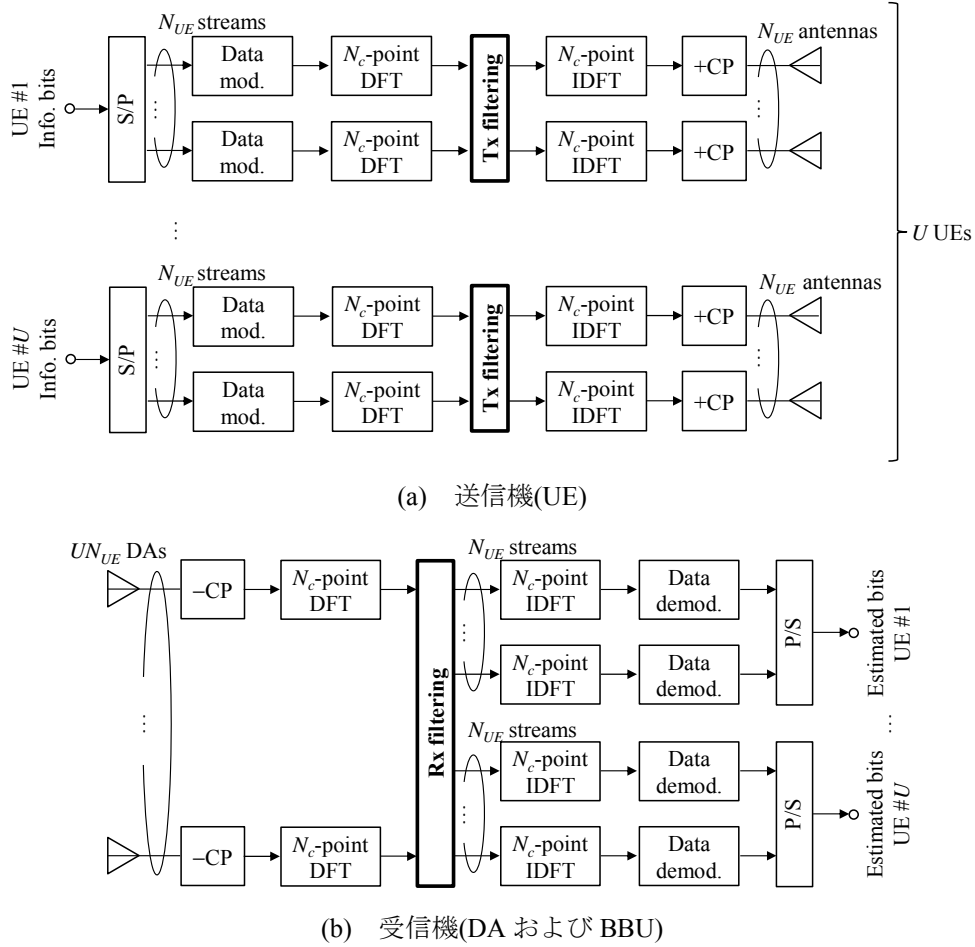 N_UE streams
N_UE antennas
UE #1
Info. bits
S/P
⋯
Data
mod.
N_c-point
DFT
Tx filtering
N_c-point
IDFT
+CP
⋯
Data
mod.
N_c-point
DFT
N_c-point
IDFT
+CP
⋯
U UEs
N_UE streams
N_UE antennas
UE #U
Info. bits
S/P
⋯
Data
mod.
N_c-point
DFT
Tx filtering
N_c-point
IDFT
+CP
⋯
Data
mod.
N_c-point
DFT
N_c-point
IDFT
+CP
(a) 送信機(UE)
UN_UE DAs
−CP
N_c-point
DFT
⋯
−CP
N_c-point
DFT
Rx filtering
N_UE streams
⋯
N_c-point
IDFT
Data
demod.
N_c-point
IDFT
Data
demod.
P/S
Estimated bits
UE #1
⋯
N_UE streams
⋯
N_c-point
IDFT
Data
demod.
N_c-point
IDFT
Data
demod.
P/S
Estimated bits
UE #U
(b) 受信機(DA および BBU)